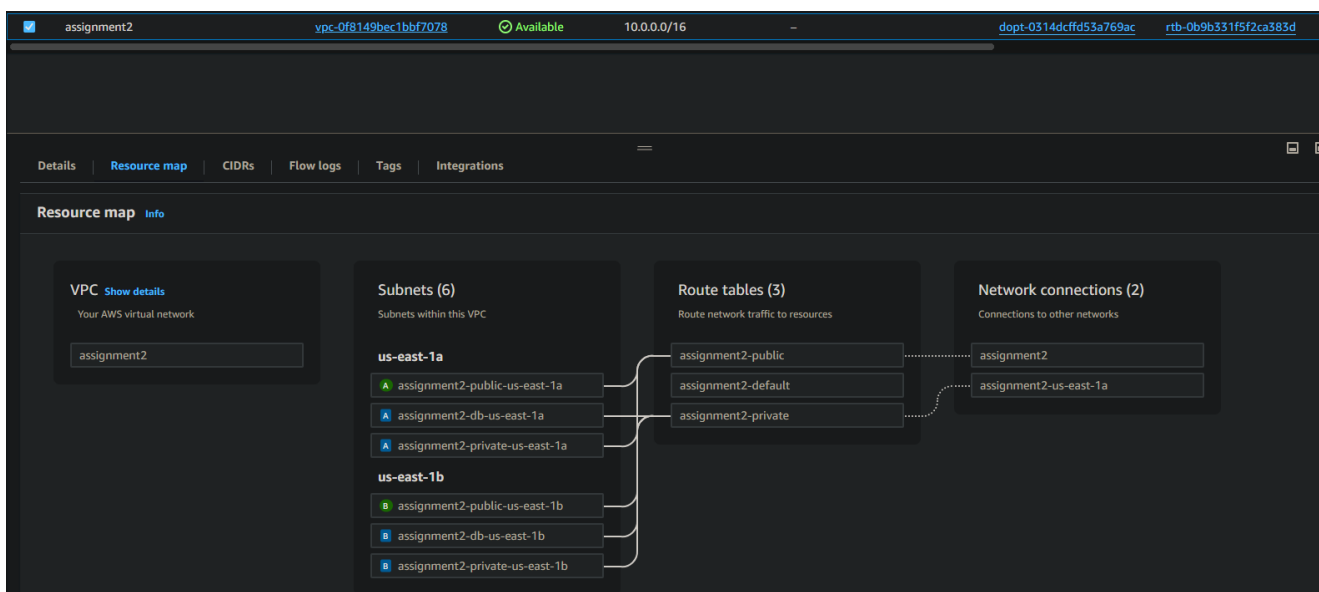 assignment2 vpc-0f8149bec1bbf7078 Available 10.0.0.0/16 – dopt-0314dcffd53a769ac rtb-0b9b331f5f2ca383d
Details Resource map CIDRs Flow logs Tags Integrations
Resource map Info
VPC Show details
Your AWS virtual network
assignment2
Subnets (6)
Subnets within this VPC
us-east-1a
A assignment2-public-us-east-1a
A assignment2-db-us-east-1a
A assignment2-private-us-east-1a
us-east-1b
B assignment2-public-us-east-1b
B assignment2-db-us-east-1b
B assignment2-private-us-east-1b
Route tables (3)
Route network traffic to resources
assignment2-public
assignment2-default
assignment2-private
Network connections (2)
Connections to other networks
assignment2
assignment2-us-east-1a